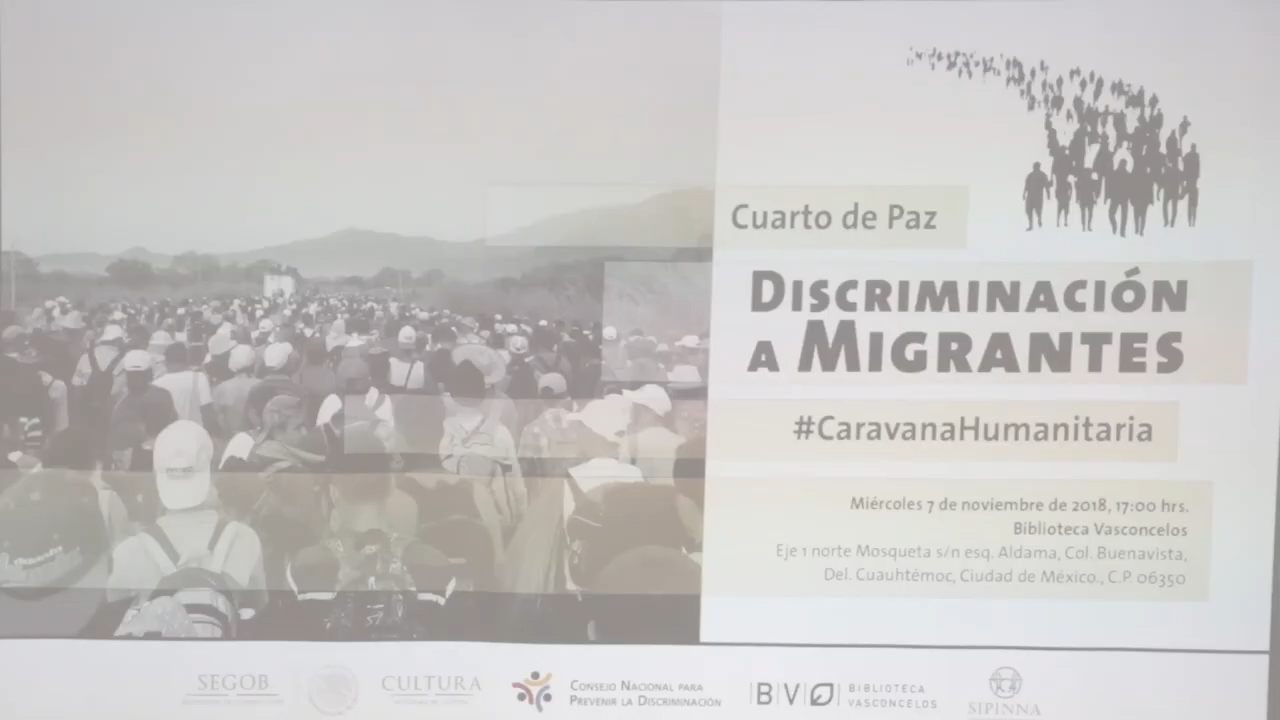 Cuarto de Paz
DISCRIMINACIÓN
A MIGRANTES
#CaravanaHumanitaria
Miércoles 7 de noviembre de 2018, 17:00 hrs.
Biblioteca Vasconcelos
Eje 1 norte Mosqueta s/n esq. Aldama, Col. Buenavista,
Del. Cuauhtémoc, Ciudad de México., C.P. 06350
SEGOB
CULTURA
CONSEJO NACIONAL PARA
PREVENIR LA DISCRIMINACIÓN
BV
BIBLIOTECA
VASCONCELOS
SIPINNA